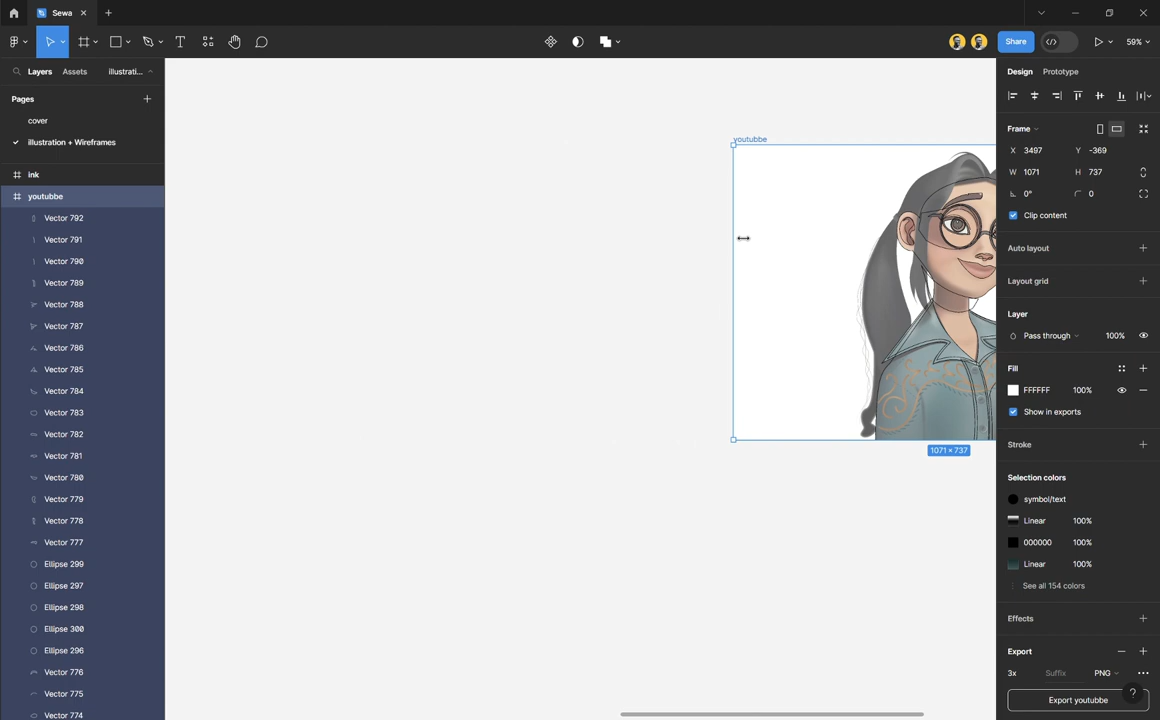 Sewa
Share
59%
Layers Assets illustrati...
Pages
cover
illustration + Wireframes
ink
youtubbe
Vector 792
Vector 791
Vector 790
Vector 789
Vector 788
Vector 787
Vector 786
Vector 785
Vector 784
Vector 783
Vector 782
Vector 781
Vector 780
Vector 779
Vector 778
Vector 777
Ellipse 299
Ellipse 297
Ellipse 298
Ellipse 300
Ellipse 296
Vector 776
Vector 775
Vector 774
youtubbe
1071 × 737
Design Prototype
Frame
X 3497 Y -369
W 1071 H 737
0° 0
Clip content
Auto layout
Layout grid
Layer
Pass through 100%
Fill
FFFFFF 100%
Show in exports
Stroke
Selection colors
symbol/text
Linear 100%
000000 100%
Linear 100%
See all 154 colors
Effects
Export
3x Suffix PNG
Export youtubbe
?